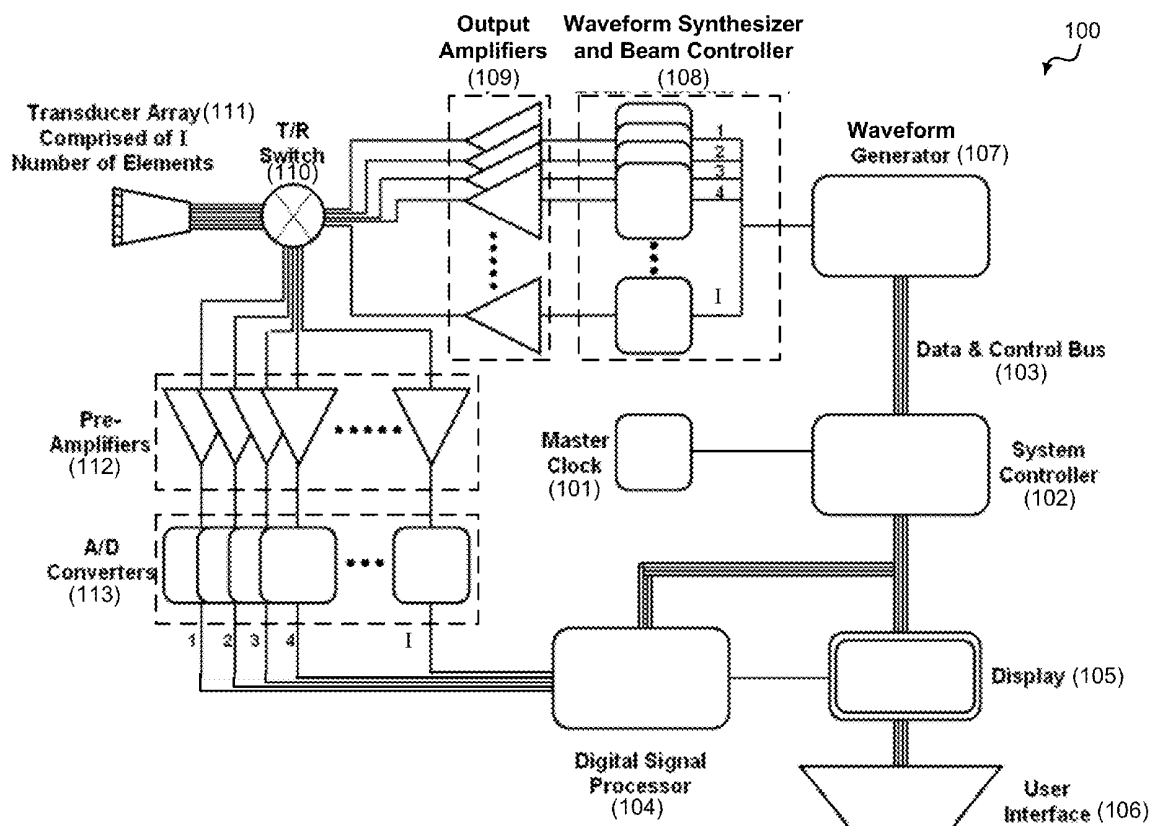 Output
Amplifiers
(109)
Waveform Synthesizer
and Beam Controller
(108)
100
Transducer Array (111)
Comprised of I
Number of Elements
T/R
Switch
(110)
1
2
3
4
I
Waveform
Generator (107)
Data & Control Bus
(103)
Pre-
Amplifiers
(112)
Master
Clock
(101)
System
Controller
(102)
A/D
Converters
(113)
1
2
3
4
I
Display (105)
Digital Signal
Processor
(104)
User
Interface (106)